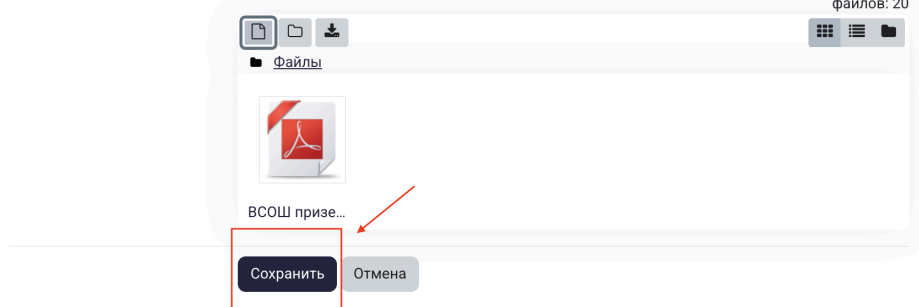 файлов: 20
Файлы
ВСОШ призе...
Сохранить
Отмена